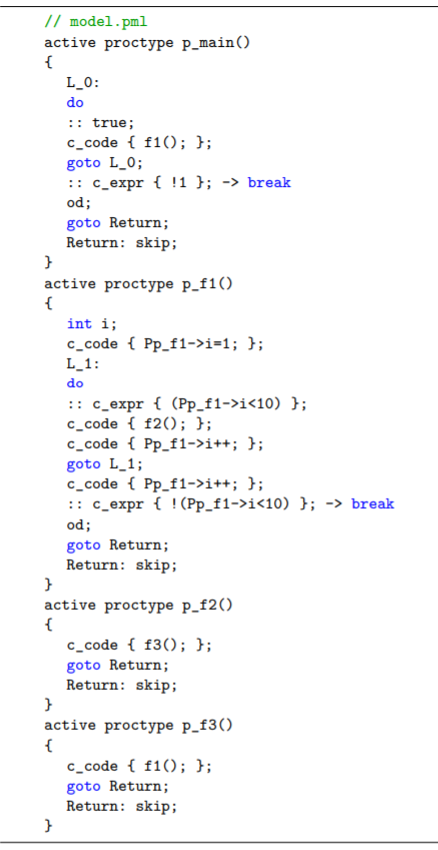 // model.pml
active proctype p_main()
{
L_0:
do
:: true;
c_code { f1(); };
goto L_0;
:: c_expr { !1 }; -> break
od;
goto Return;
Return: skip;
}
active proctype p_f1()
{
int i;
c_code { Pp_f1->i=1; };
L_1:
do
:: c_expr { (Pp_f1->i<10) };
c_code { f2(); };
c_code { Pp_f1->i++; };
goto L_1;
c_code { Pp_f1->i++; };
:: c_expr { !(Pp_f1->i<10) }; -> break
od;
goto Return;
Return: skip;
}
active proctype p_f2()
{
c_code { f3(); };
goto Return;
Return: skip;
}
active proctype p_f3()
{
c_code { f1(); };
goto Return;
Return: skip;
}